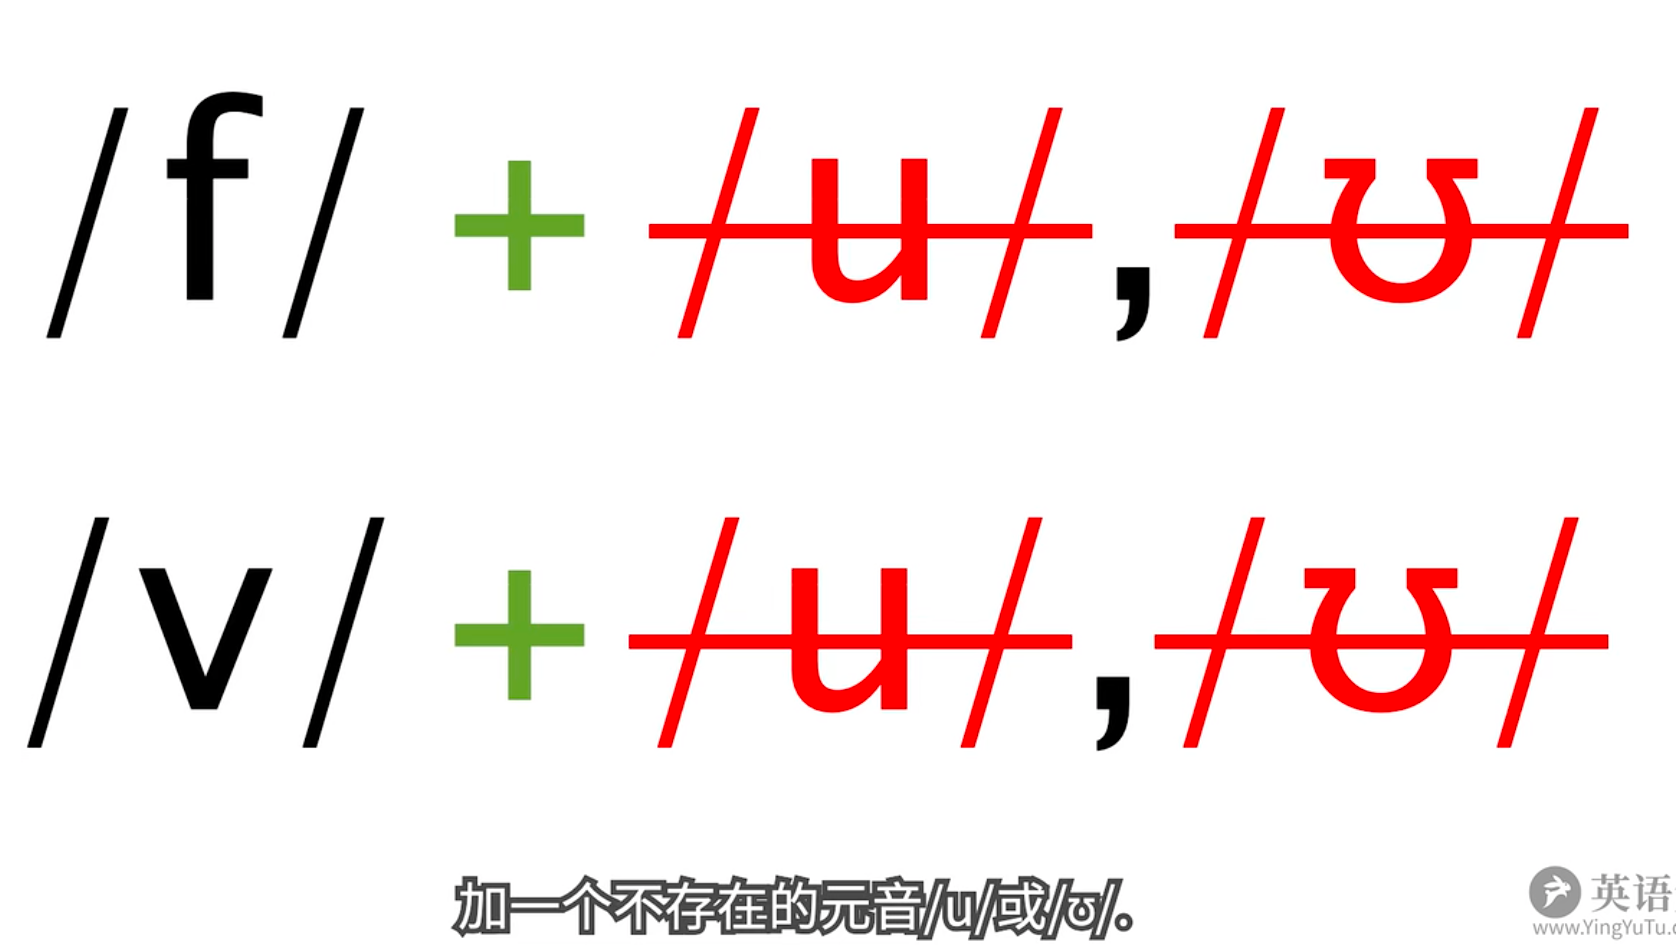 /f/ + /u/, /ʊ/
/v/ + /u/, /ʊ/
加一个不存在的元音/u/或/ʊ/。
英语
www.YingYuTu.c